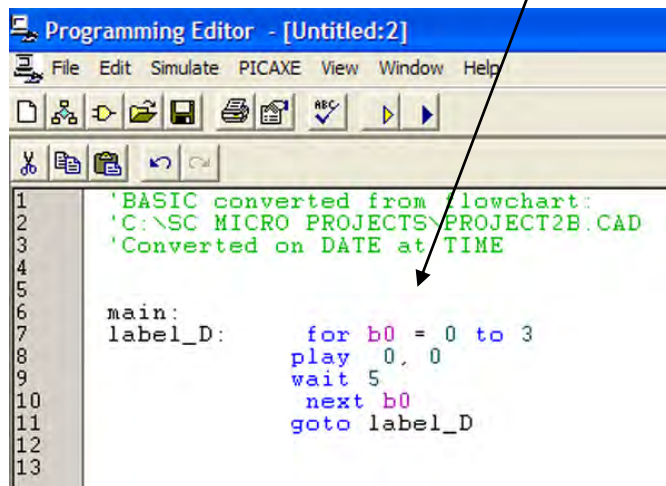 Programming Editor - [Untitled:2]
File Edit Simulate PICAXE View Window Help
ABC
1 'BASIC converted from flowchart:
2 'C:\SC MICRO PROJECTS\PROJECT2B.CAD
3 'Converted on DATE at TIME
4
5
6 main:
7 label_D: for b0 = 0 to 3
8 play 0, 0
9 wait 5
10 next b0
11 goto label_D
12
13